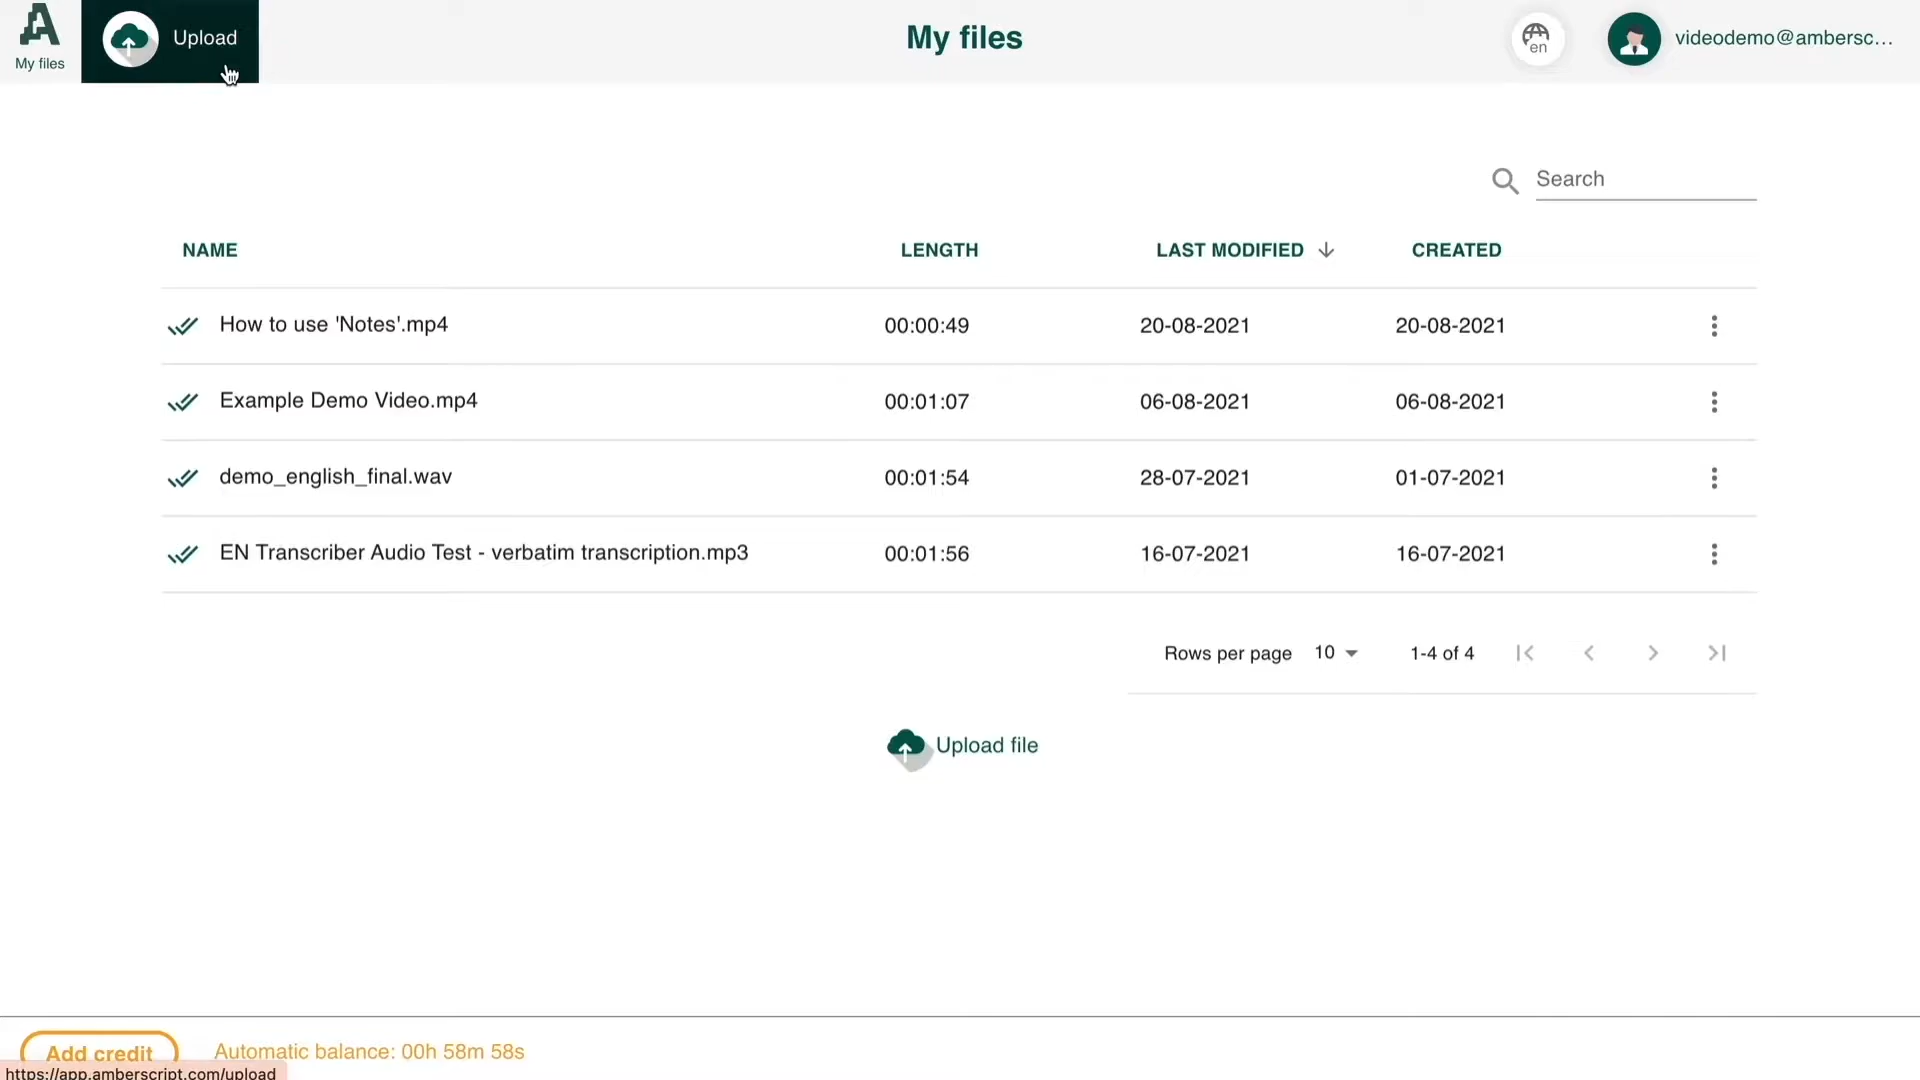 My files
Upload
My files
en
videodemo@ambersc...
Search
NAME LENGTH LAST MODIFIED CREATED
How to use 'Notes'.mp4 00:00:49 20-08-2021 20-08-2021
Example Demo Video.mp4 00:01:07 06-08-2021 06-08-2021
demo_english_final.wav 00:01:54 28-07-2021 01-07-2021
EN Transcriber Audio Test - verbatim transcription.mp3 00:01:56 16-07-2021 16-07-2021
Rows per page 10 1-4 of 4
Upload file
Add credit Automatic balance: 00h 58m 58s
https://app.amberscript.com/upload